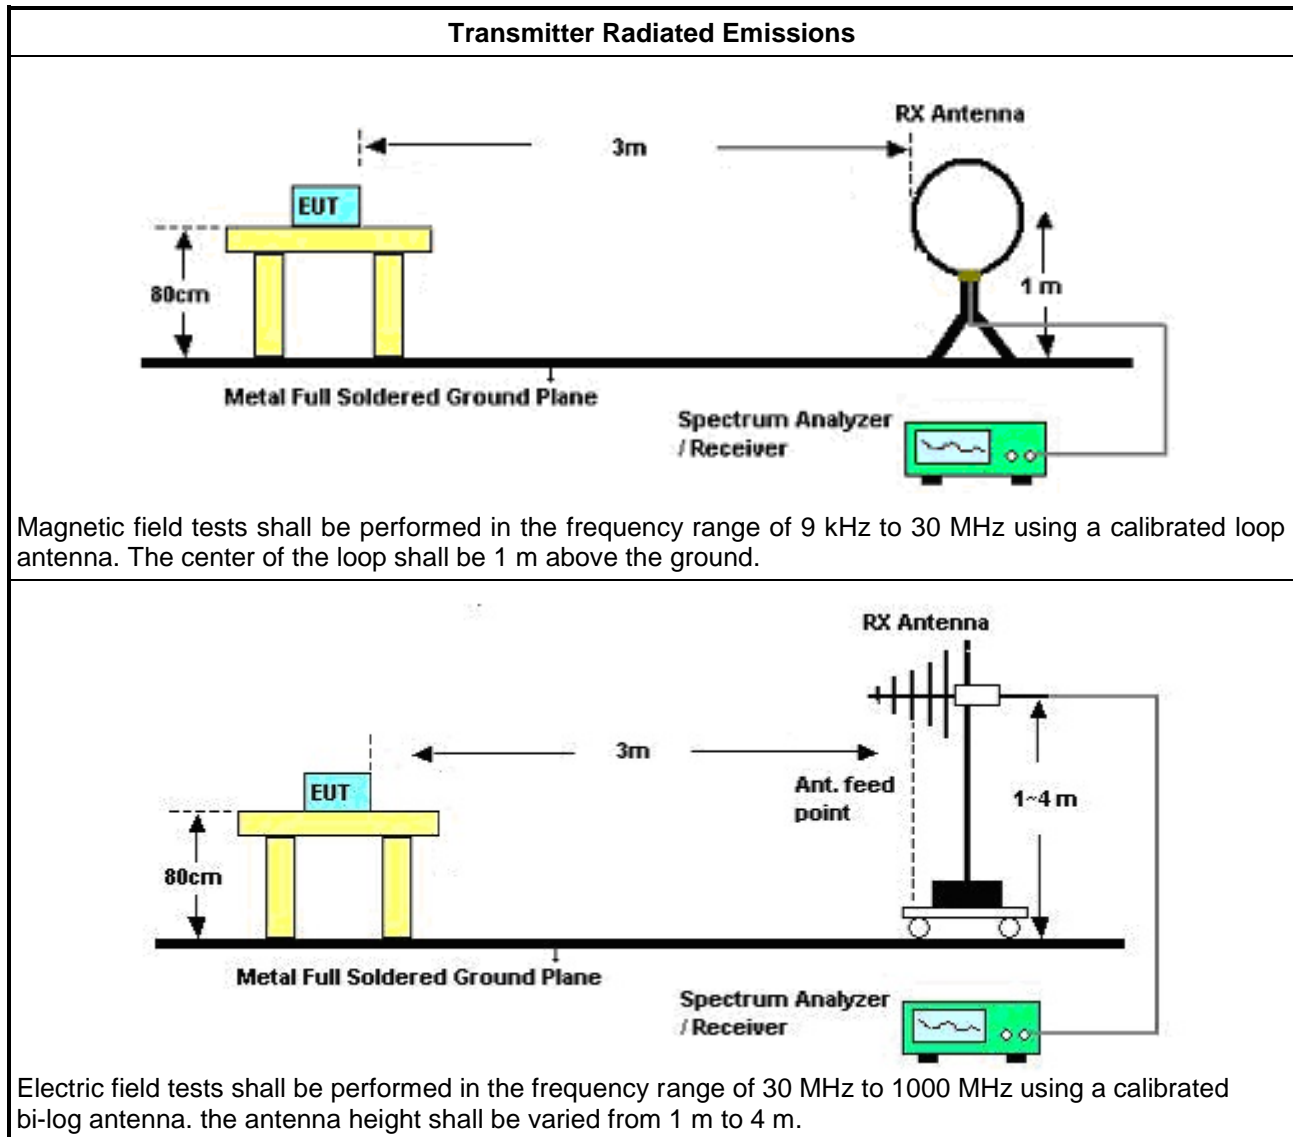 Transmitter Radiated Emissions
RX Antenna
3m
EUT
80cm
1 m
Metal Full Soldered Ground Plane
Spectrum Analyzer
/ Receiver
Magnetic field tests shall be performed in the frequency range of 9 kHz to 30 MHz using a calibrated loop
antenna. The center of the loop shall be 1 m above the ground.
RX Antenna
3m
EUT
Ant. feed
point
1~4 m
80cm
Metal Full Soldered Ground Plane
Spectrum Analyzer
/ Receiver
Electric field tests shall be performed in the frequency range of 30 MHz to 1000 MHz using a calibrated
bi-log antenna. the antenna height shall be varied from 1 m to 4 m.